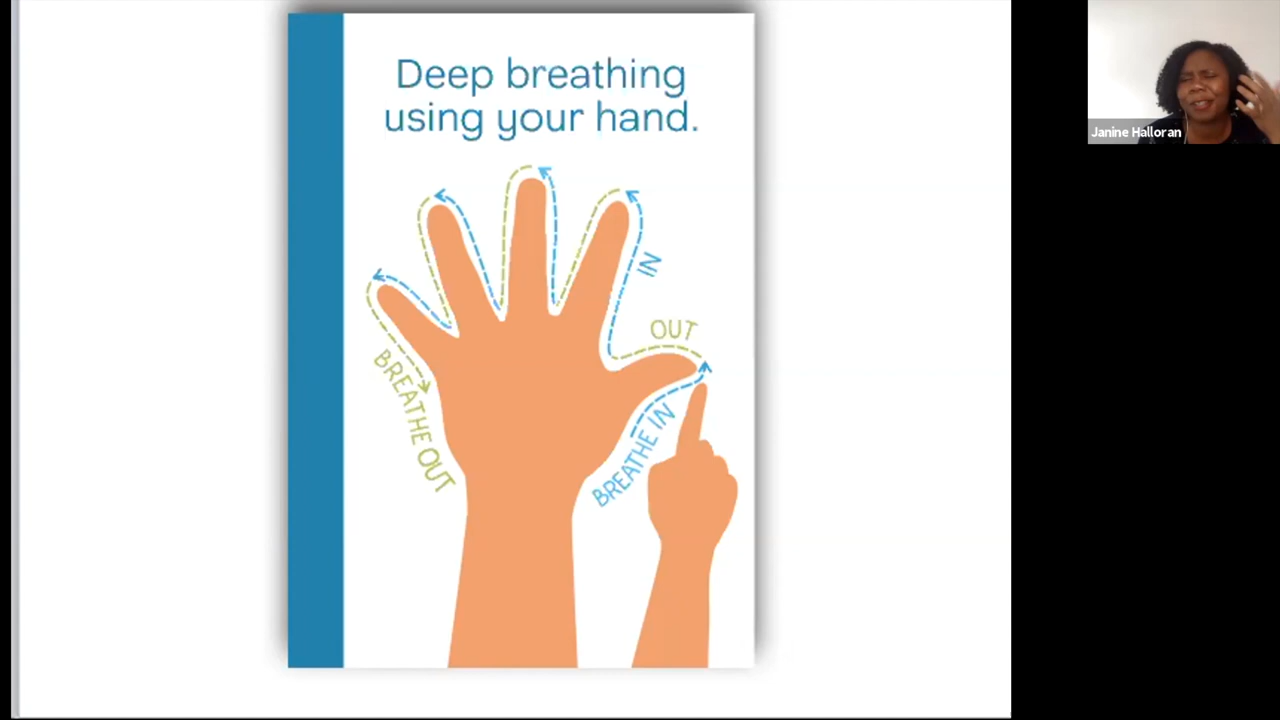 Deep breathing
using your hand.
IN
OUT
BREATHE IN
BREATHE OUT
Janine Halloran